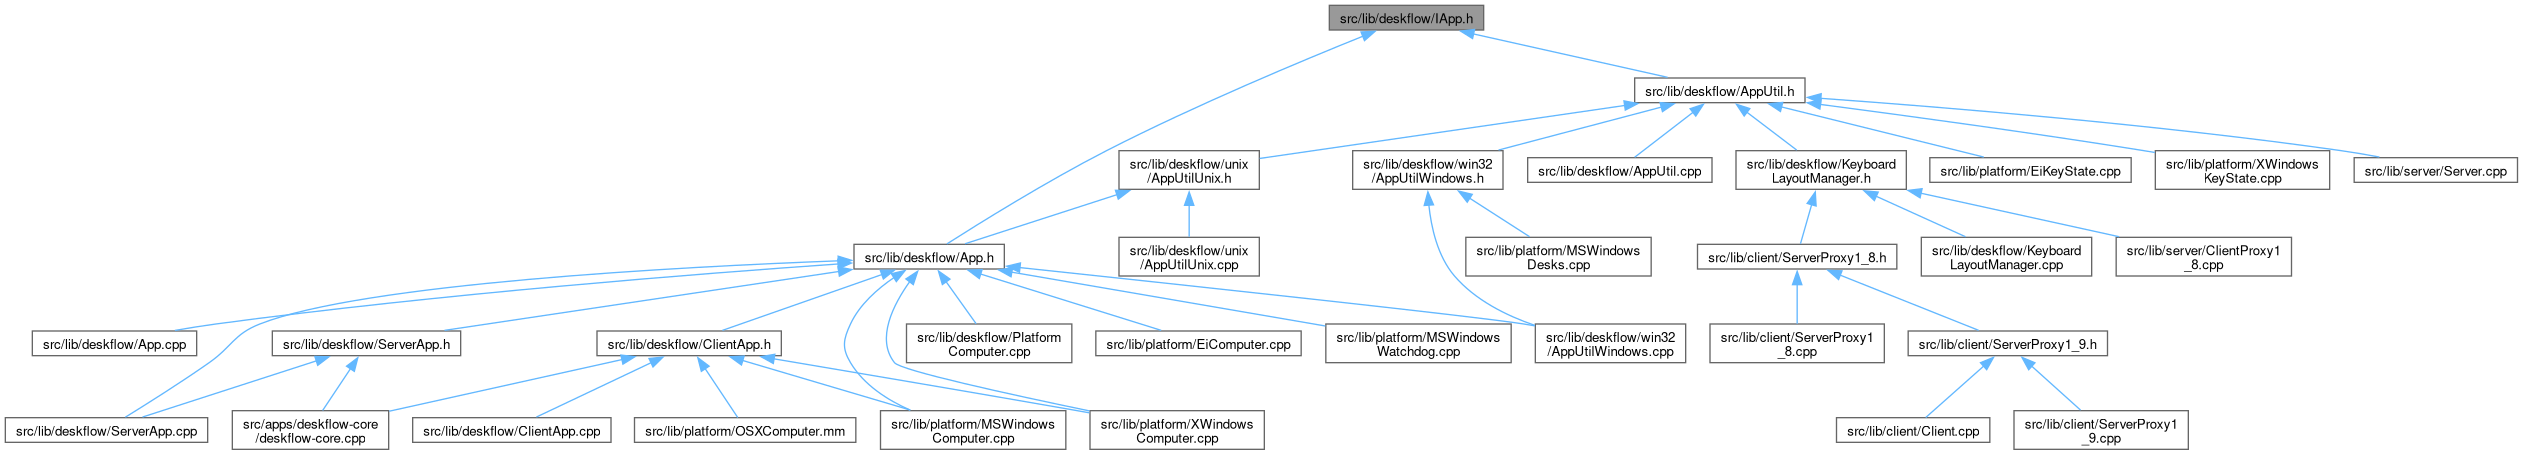 src/lib/deskflow/IApp.h
src/lib/deskflow/AppUtil.h
src/lib/deskflow/unix
/AppUtilUnix.h
src/lib/deskflow/win32
/AppUtilWindows.h
src/lib/deskflow/AppUtil.cpp
src/lib/deskflow/Keyboard
LayoutManager.h
src/lib/platform/EiKeyState.cpp
src/lib/platform/XWindows
KeyState.cpp
src/lib/server/Server.cpp
src/lib/deskflow/App.h
src/lib/deskflow/unix
/AppUtilUnix.cpp
src/lib/platform/MSWindows
Desks.cpp
src/lib/client/ServerProxy1_8.h
src/lib/deskflow/Keyboard
LayoutManager.cpp
src/lib/server/ClientProxy1
_8.cpp
src/lib/deskflow/App.cpp
src/lib/deskflow/ServerApp.h
src/lib/deskflow/ClientApp.h
src/lib/deskflow/Platform
Computer.cpp
src/lib/platform/EiComputer.cpp
src/lib/platform/MSWindows
Watchdog.cpp
src/lib/deskflow/win32
/AppUtilWindows.cpp
src/lib/client/ServerProxy1
_8.cpp
src/lib/client/ServerProxy1_9.h
src/lib/deskflow/ServerApp.cpp
src/apps/deskflow-core
/deskflow-core.cpp
src/lib/deskflow/ClientApp.cpp
src/lib/platform/OSXComputer.mm
src/lib/platform/MSWindows
Computer.cpp
src/lib/platform/XWindows
Computer.cpp
src/lib/client/Client.cpp
src/lib/client/ServerProxy1
_9.cpp